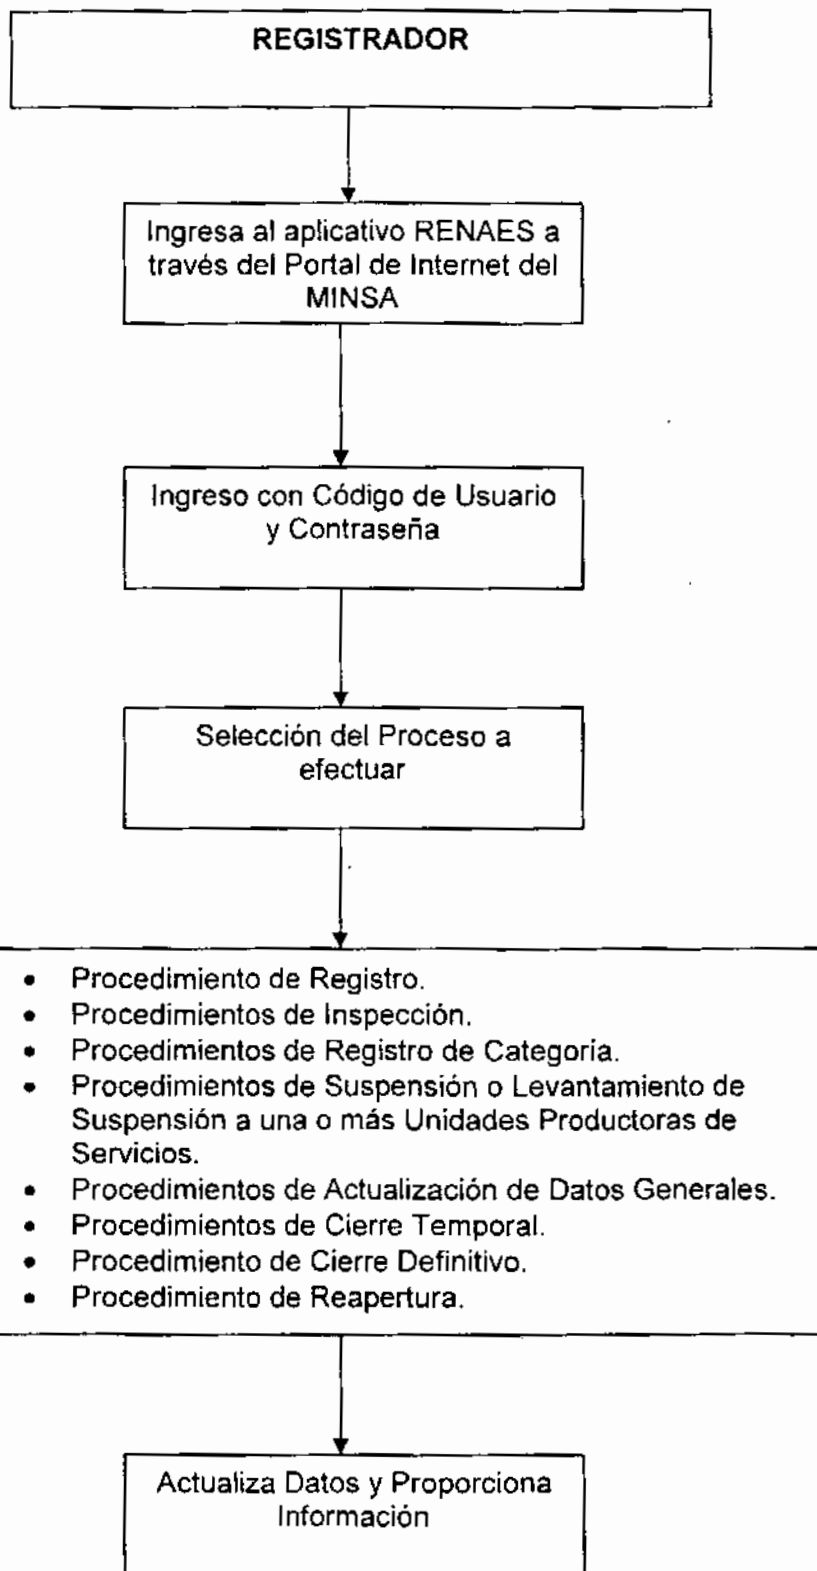 REGISTRADOR
Ingresa al aplicativo RENAES a
través del Portal de Internet del
MINSA
Ingreso con Código de Usuario
y Contraseña
Selección del Proceso a
efectuar
• Procedimiento de Registro.
• Procedimientos de Inspección.
• Procedimientos de Registro de Categoría.
• Procedimientos de Suspensión o Levantamiento de
Suspensión a una o más Unidades Productoras de
Servicios.
• Procedimientos de Actualización de Datos Generales.
• Procedimientos de Cierre Temporal.
• Procedimiento de Cierre Definitivo.
• Procedimiento de Reapertura.
Actualiza Datos y Proporciona
Información